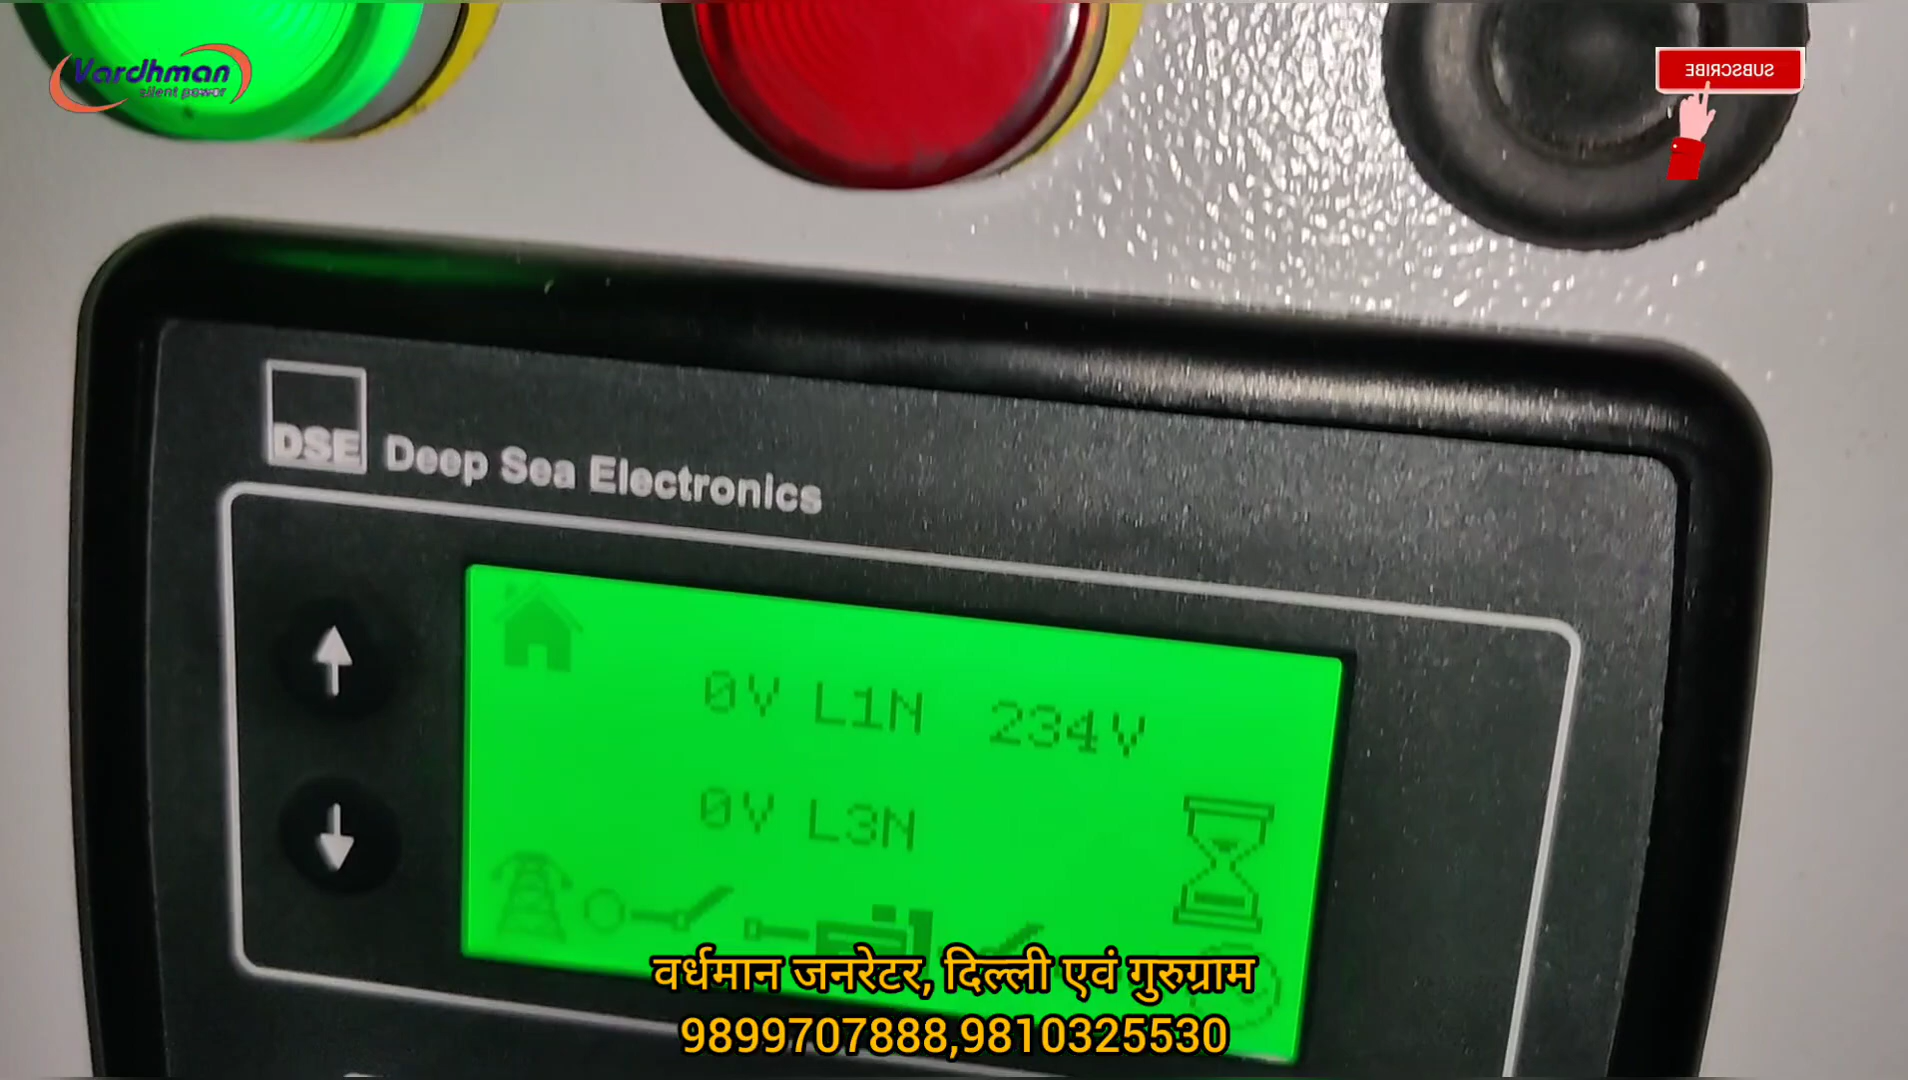 Vardhman
silent power
SUBSCRIBE
DSE Deep Sea Electronics
0V L1N 234V
0V L3N
वर्धमान जनरेटर, दिल्ली एवं गुरुग्राम
9899707888,9810325530